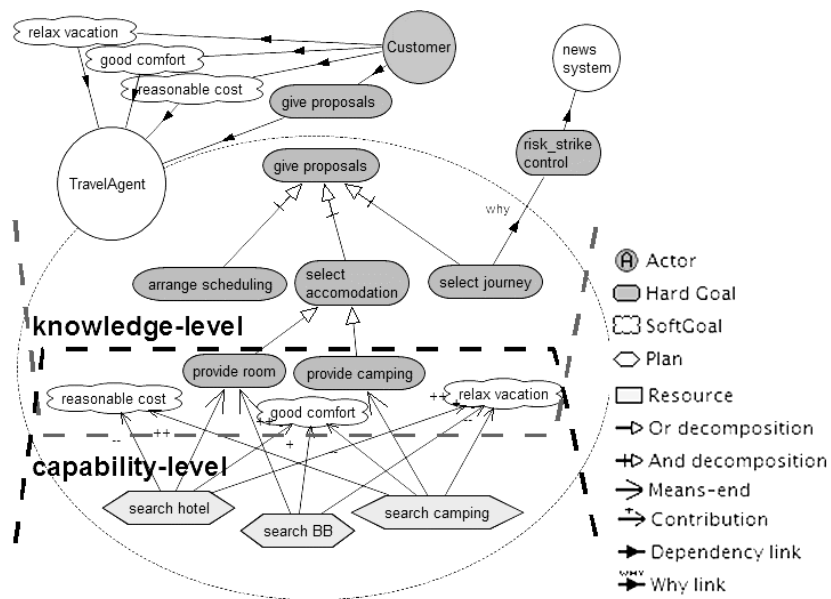 relax vacation
good comfort
reasonable cost
Customer
news
system
give proposals
TravelAgent
give proposals
risk_strike
control
why
arrange scheduling
select
accomodation
select journey
knowledge-level
provide room
provide camping
reasonable cost
good comfort
relax vacation
++
++
--
++
+
--
--
capability-level
search hotel
search BB
search camping
A Actor
Hard Goal
SoftGoal
Plan
Resource
Or decomposition
And decomposition
Means-end
+
Contribution
Dependency link
WHY
Why link